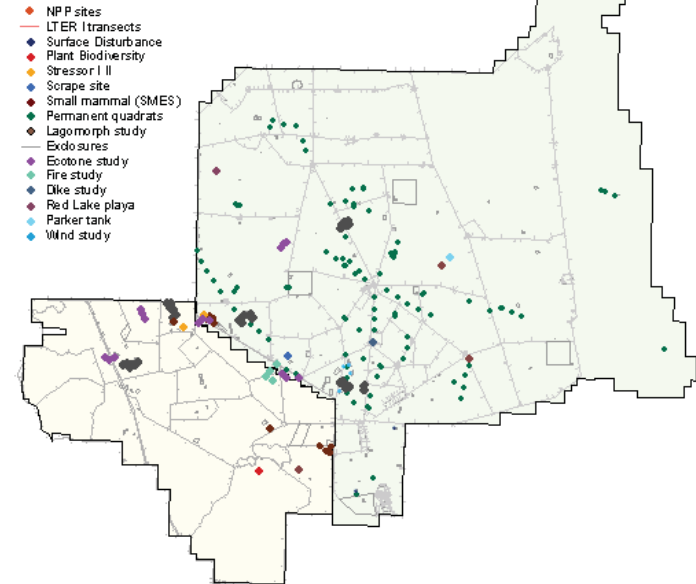 NPP sites
LTER I transects
Surface Disturbance
Plant Biodiversity
Stressor I II
Scrape site
Small mammal (SMES)
Permanent quadrats
Lagomorph study
Exclosures
Ecotone study
Fire study
Dike study
Red Lake playa
Parker tank
Wind study